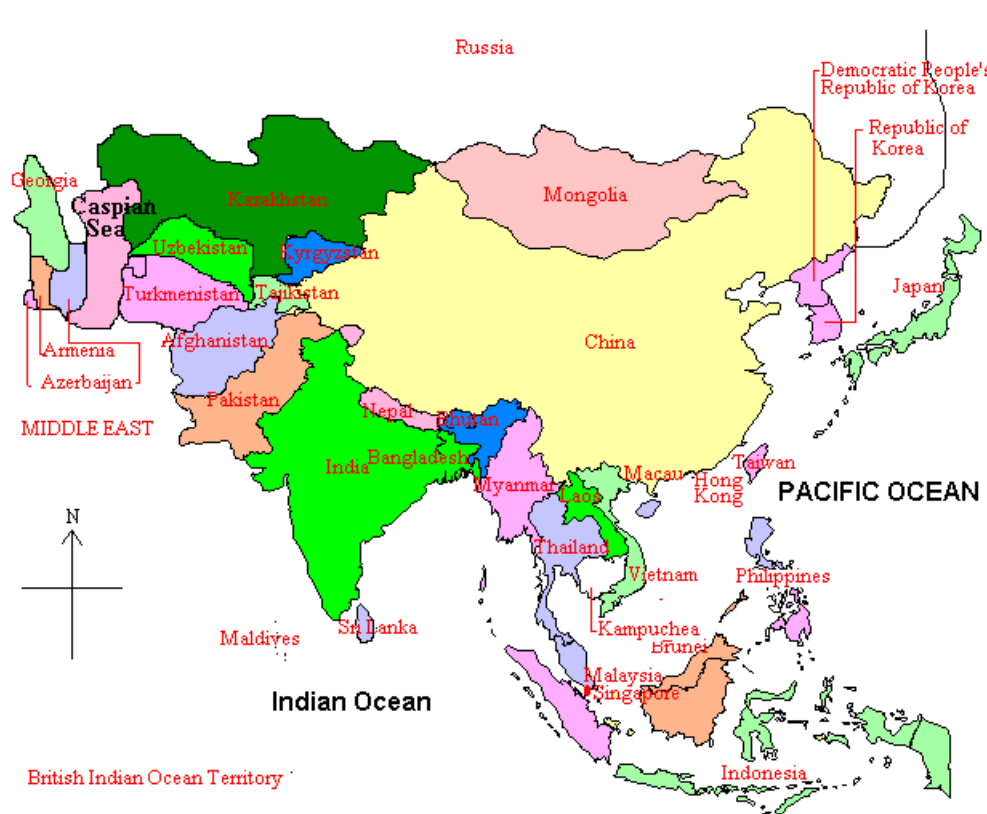 Russia
Democratic People's
Republic of Korea
Republic of
Korea
Georgia
Kazakhstan
Mongolia
Caspian
Sea
Uzbekistan
Kyrgyzstan
Turkmenistan
Tajikistan
Japan
Afghanistan
China
Armenia
Azerbaijan
Pakistan
Nepal
Bhutan
MIDDLE EAST
India
Bangladesh
Macau
Taiwan
Myanmar
Hong
Kong
Laos
PACIFIC OCEAN
N
Thailand
Vietnam
Philippines
Maldives
Sri Lanka
Kampuchea
Brunei
Malaysia
Singapore
Indian Ocean
Indonesia
British Indian Ocean Territory